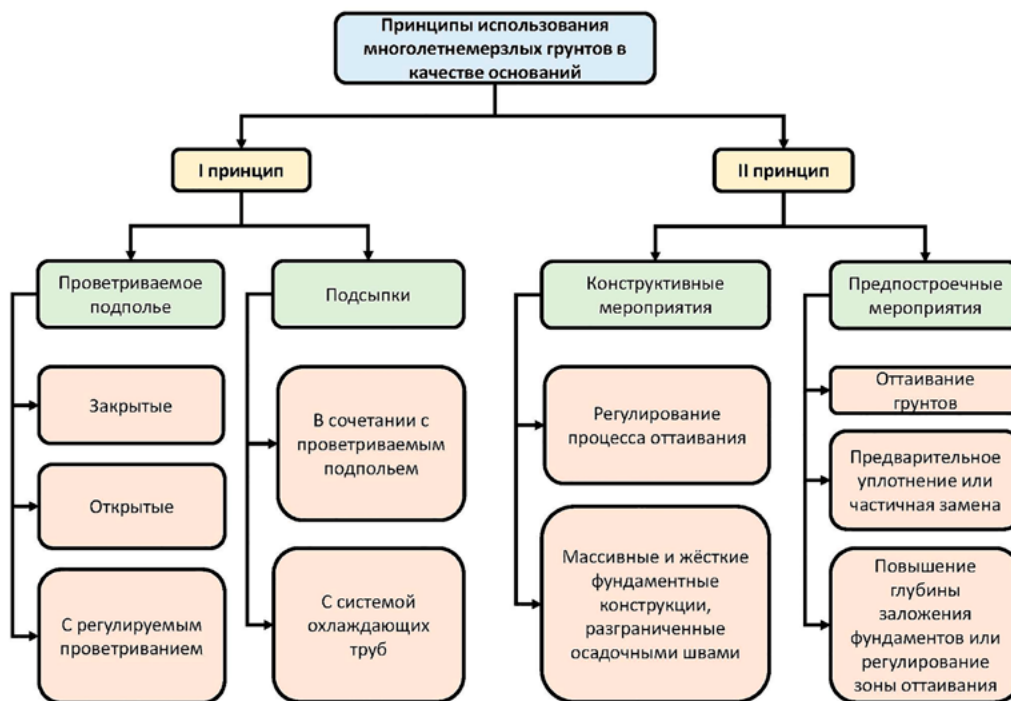 Принципы использования
многолетнемерзлых грунтов в
качестве оснований
I принцип
II принцип
Проветриваемое
подполье
Подсыпки
Конструктивные
мероприятия
Предпостроечные
мероприятия
Закрытые
Открытые
С регулируемым
проветриванием
В сочетании с
проветриваемым
подпольем
С системой
охлаждающих
труб
Регулирование
процесса оттаивания
Массивные и жёсткие
фундаментные
конструкции,
разграниченные
осадочными швами
Оттаивание
грунтов
Предварительное
уплотнение или
частичная замена
Повышение
глубины
заложения
фундаментов или
регулирование
зоны оттаивания